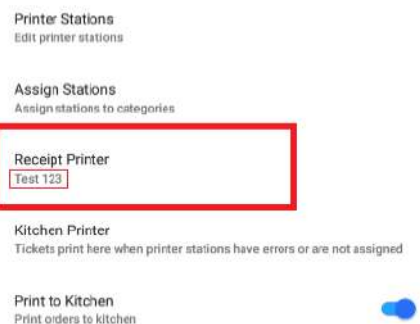 Printer Stations
Edit printer stations
Assign Stations
Assign stations to categories
Receipt Printer
Test 123
Kitchen Printer
Tickets print here when printer stations have errors or are not assigned
Print to Kitchen
Print orders to kitchen